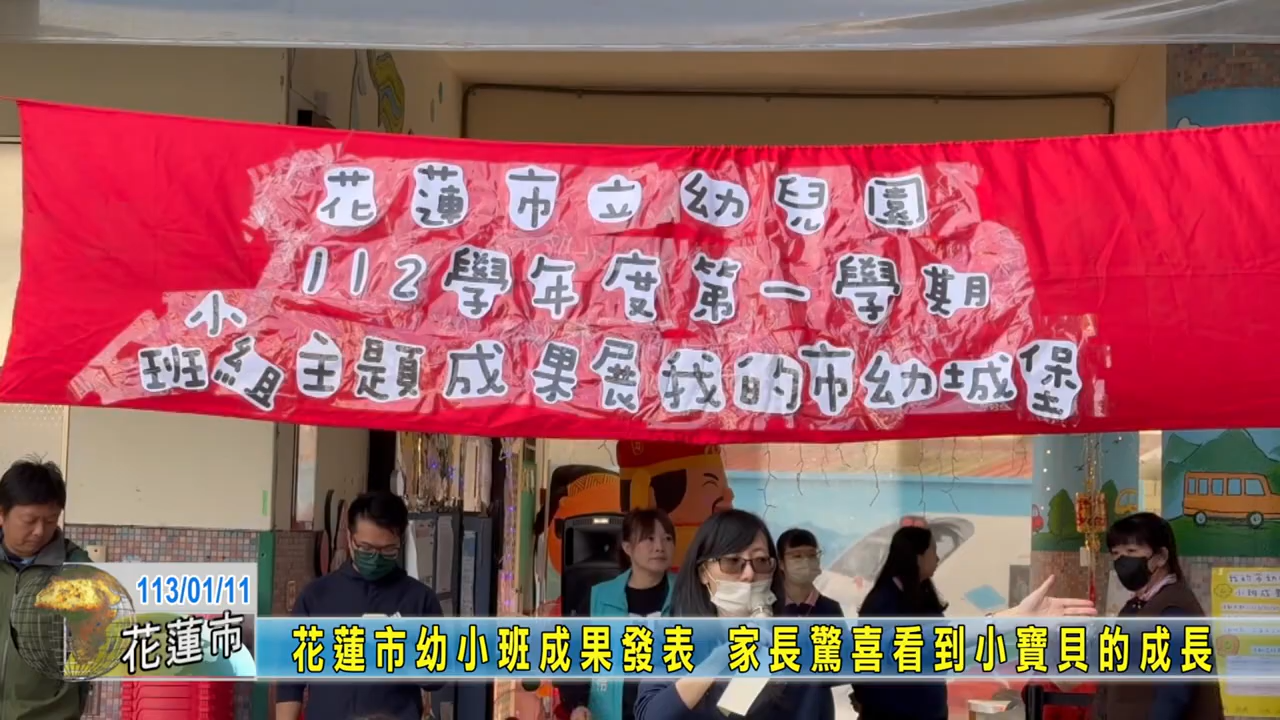 花蓮市立幼兒園
112學年度第一學期
小班組主題成果展我的市幼城堡
113/01/11
花蓮市
花蓮市幼小班成果發表 家長驚喜看到小寶貝的成長